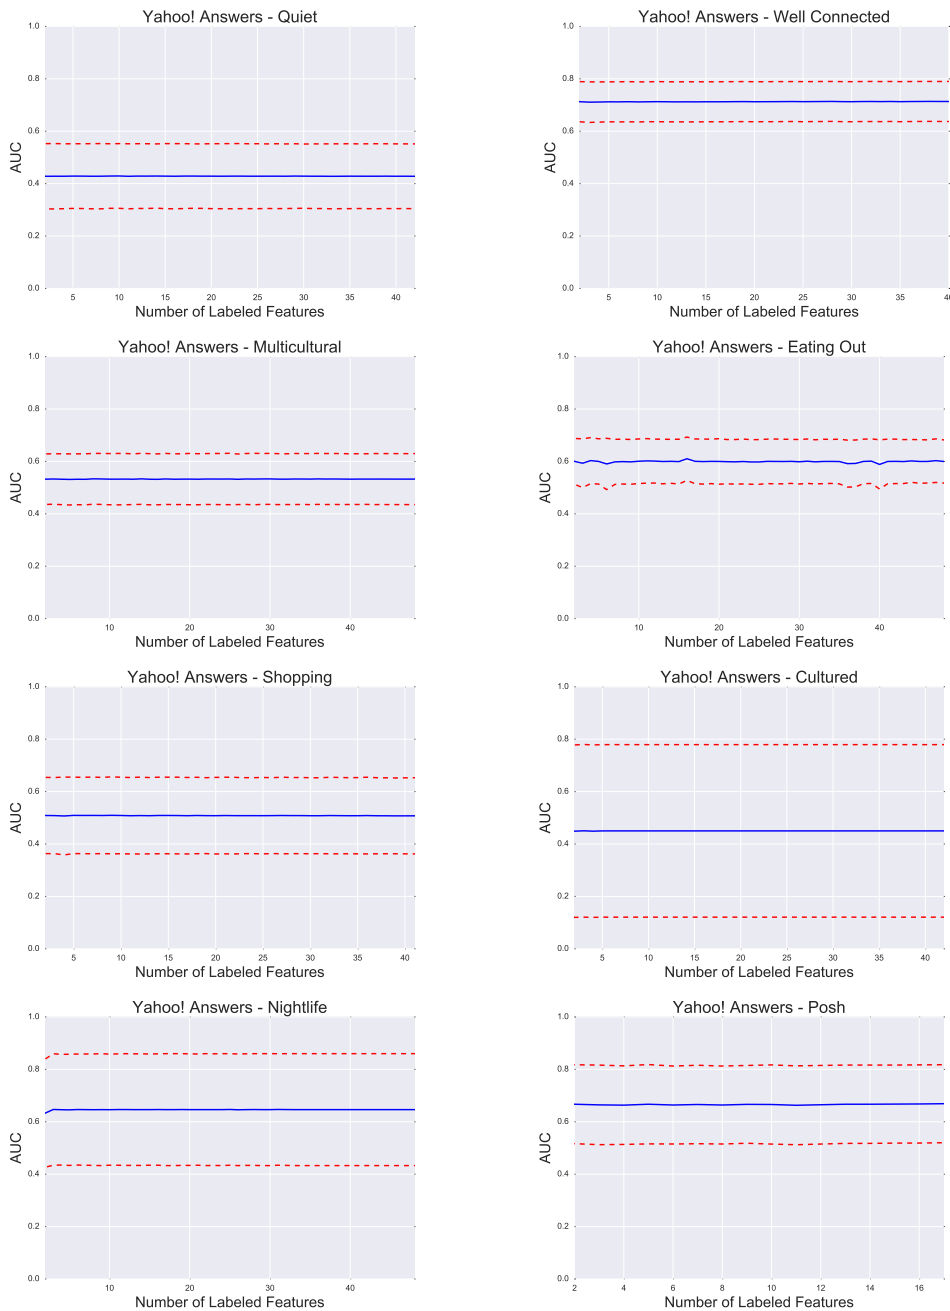 Yahoo! Answers - Quiet
1.0
0.8
0.6
0.4
0.2
0.0
AUC
5 10 15 20 25 30 35 40
Number of Labeled Features
Yahoo! Answers - Well Connected
1.0
0.8
0.6
0.4
0.2
0.0
AUC
5 10 15 20 25 30 35 40
Number of Labeled Features
Yahoo! Answers - Multicultural
1.0
0.8
0.6
0.4
0.2
0.0
AUC
10 20 30 40
Number of Labeled Features
Yahoo! Answers - Eating Out
1.0
0.8
0.6
0.4
0.2
0.0
AUC
10 20 30 40
Number of Labeled Features
Yahoo! Answers - Shopping
1.0
0.8
0.6
0.4
0.2
0.0
AUC
5 10 15 20 25 30 35 40
Number of Labeled Features
Yahoo! Answers - Cultured
1.0
0.8
0.6
0.4
0.2
0.0
AUC
5 10 15 20 25 30 35 40
Number of Labeled Features
Yahoo! Answers - Nightlife
1.0
0.8
0.6
0.4
0.2
0.0
AUC
10 20 30 40
Number of Labeled Features
Yahoo! Answers - Posh
1.0
0.8
0.6
0.4
0.2
0.0
AUC
2 4 6 8 10 12 14 16
Number of Labeled Features